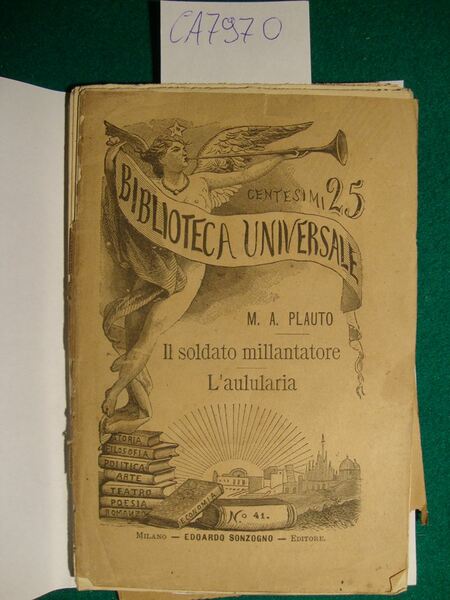 CA7970
CENTESIMI 25
BIBLIOTECA UNIVERSALE
M. A. PLAUTO
Il soldato millantatore
L'aulularia
STORIA
FILOSOFIA
POLITICA
ARTE
TEATRO
POESIA
ROMANZO
ECONOMIA
No 41.
MILANO — EDOARDO SONZOGNO — EDITORE.